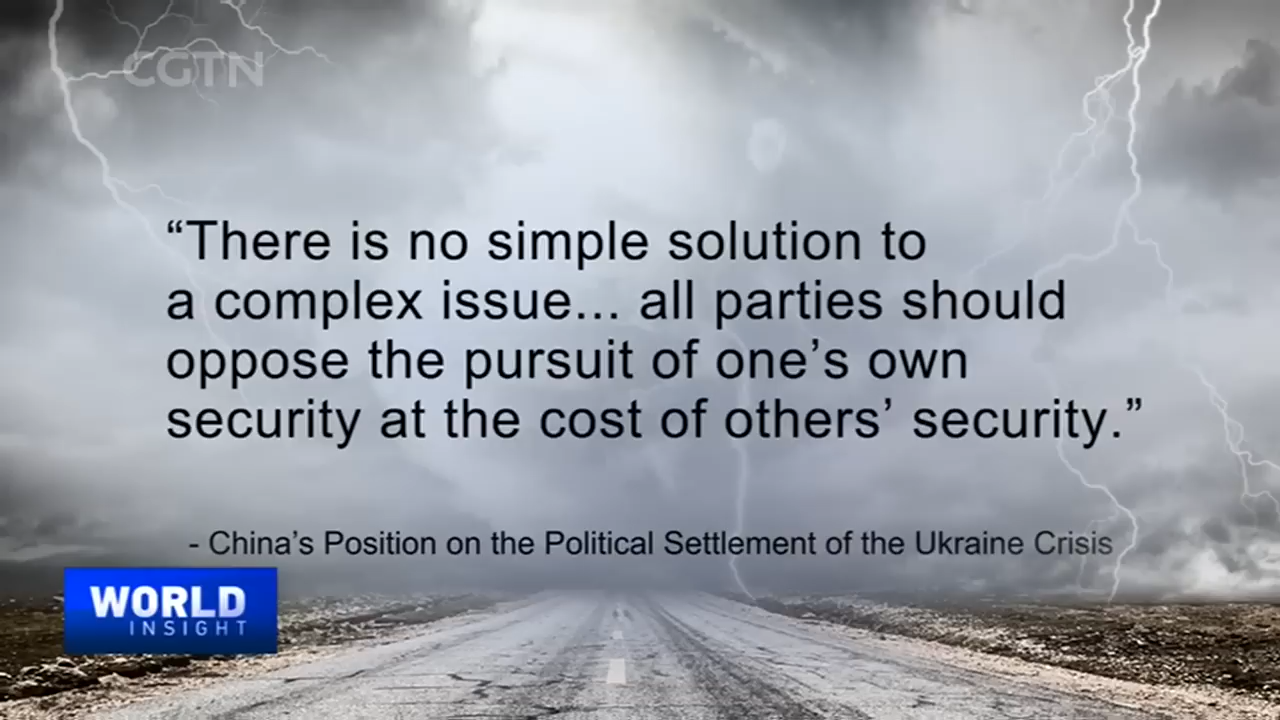 CGTN
“There is no simple solution to
a complex issue... all parties should
oppose the pursuit of one’s own
security at the cost of others’ security.”
- China’s Position on the Political Settlement of the Ukraine Crisis
WORLD
INSIGHT